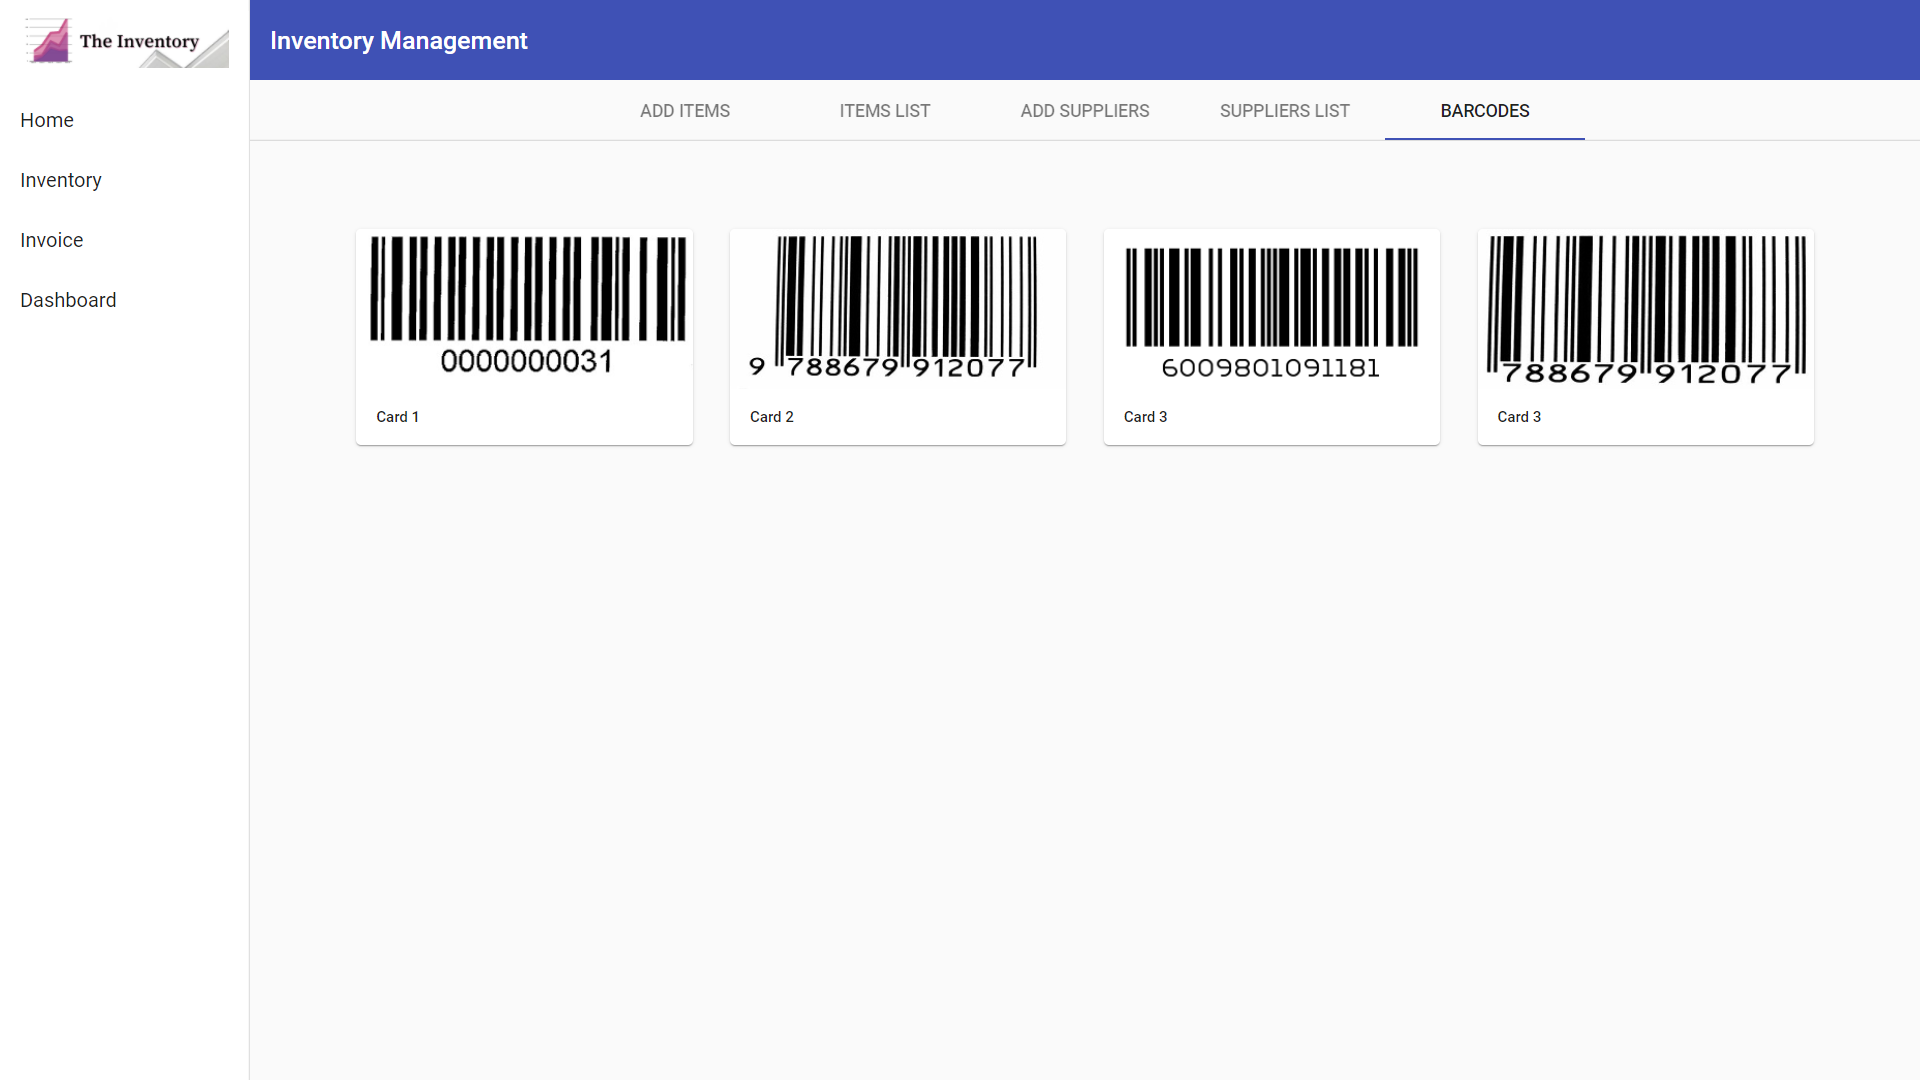 The Inventory
Home
Inventory
Invoice
Dashboard
Inventory Management
ADD ITEMS
ITEMS LIST
ADD SUPPLIERS
SUPPLIERS LIST
BARCODES
0000000031
Card 1
9 788679 912077
Card 2
6009801091181
Card 3
788679 912077
Card 3